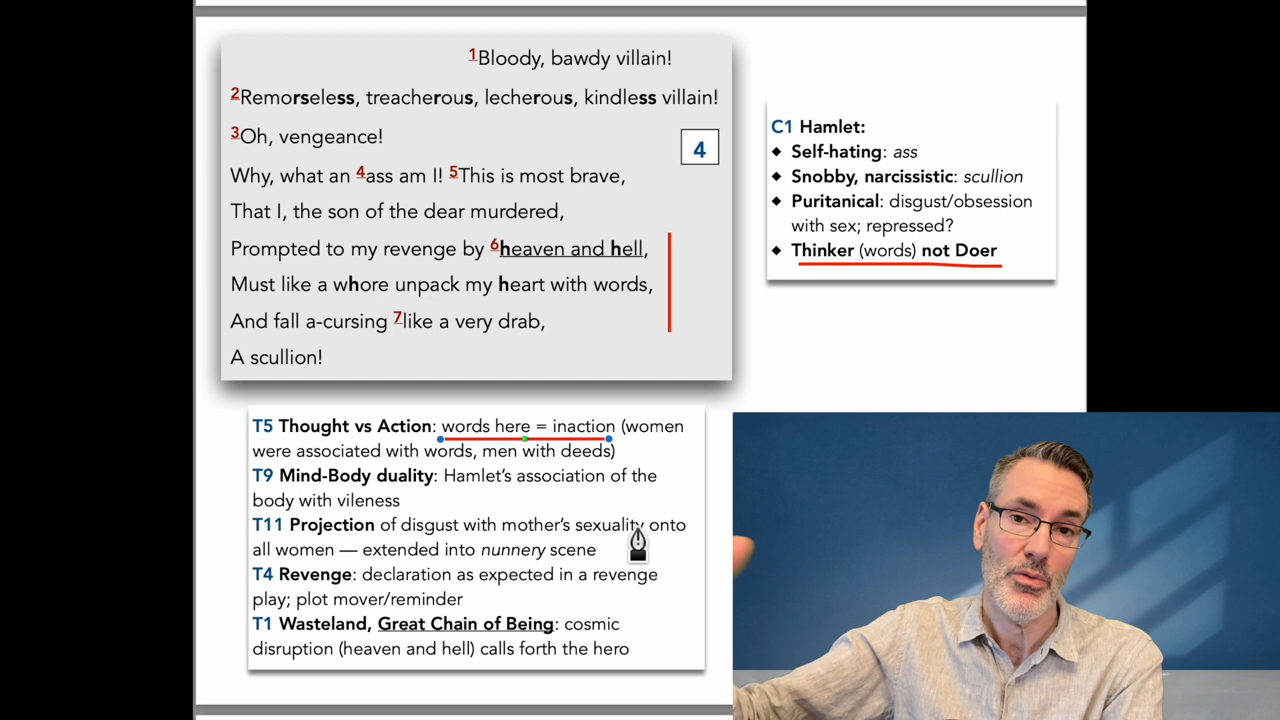 1Bloody, bawdy villain!
2Remorseless, treacherous, lecherous, kindless villain!
3Oh, vengeance!
4
Why, what an 4ass am I! 5This is most brave,
That I, the son of the dear murdered,
Prompted to my revenge by 6heaven and hell,
Must like a whore unpack my heart with words,
And fall a-cursing 7like a very drab,
A scullion!
C1 Hamlet:
◆ Self-hating: ass
◆ Snobby, narcissistic: scullion
◆ Puritanical: disgust/obsession
with sex; repressed?
◆ Thinker (words) not Doer
T5 Thought vs Action: words here = inaction (women
were associated with words, men with deeds)
T9 Mind-Body duality: Hamlet's association of the
body with vileness
T11 Projection of disgust with mother's sexuality onto
all women — extended into nunnery scene
T4 Revenge: declaration as expected in a revenge
play; plot mover/reminder
T1 Wasteland, Great Chain of Being: cosmic
disruption (heaven and hell) calls forth the hero